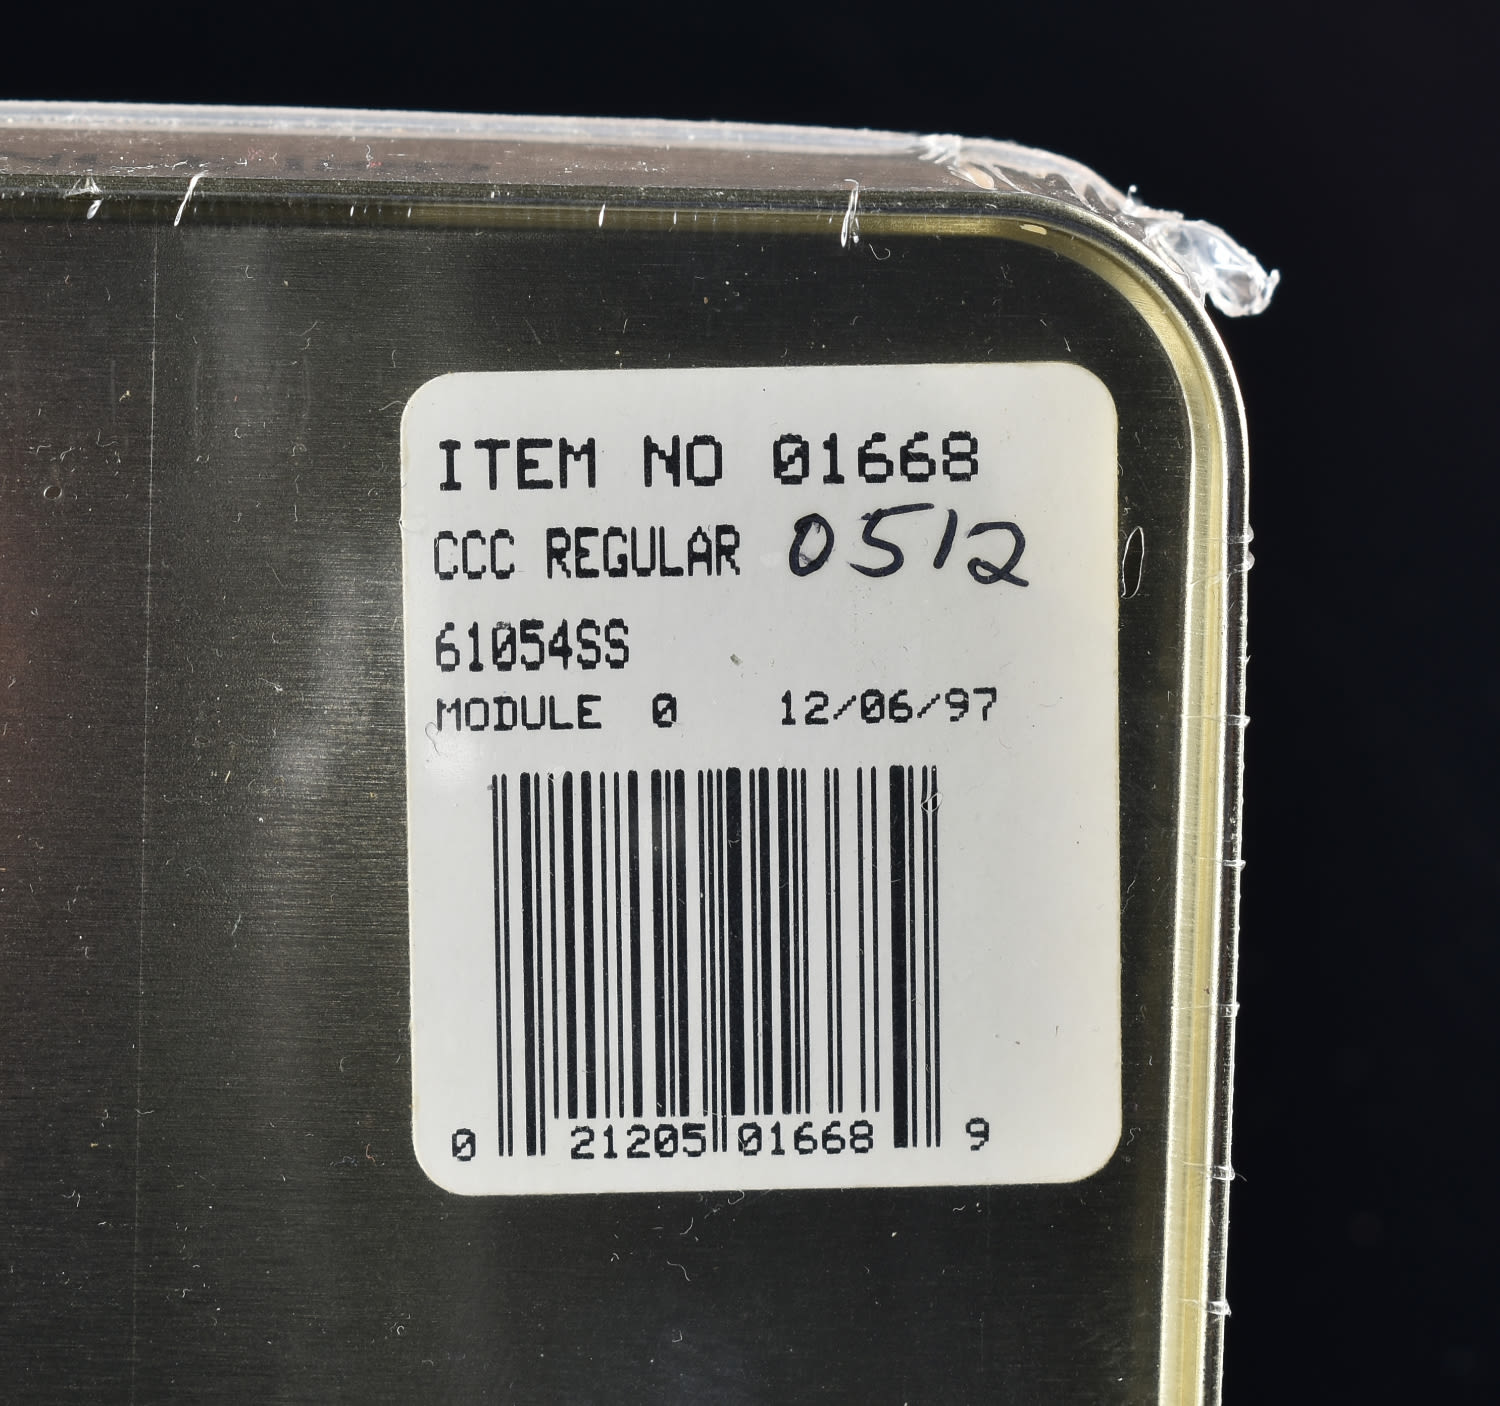 ITEM NO 01668
CCC REGULAR 0512
61054SS
MODULE 0 12/06/97
0 21205 01668 9